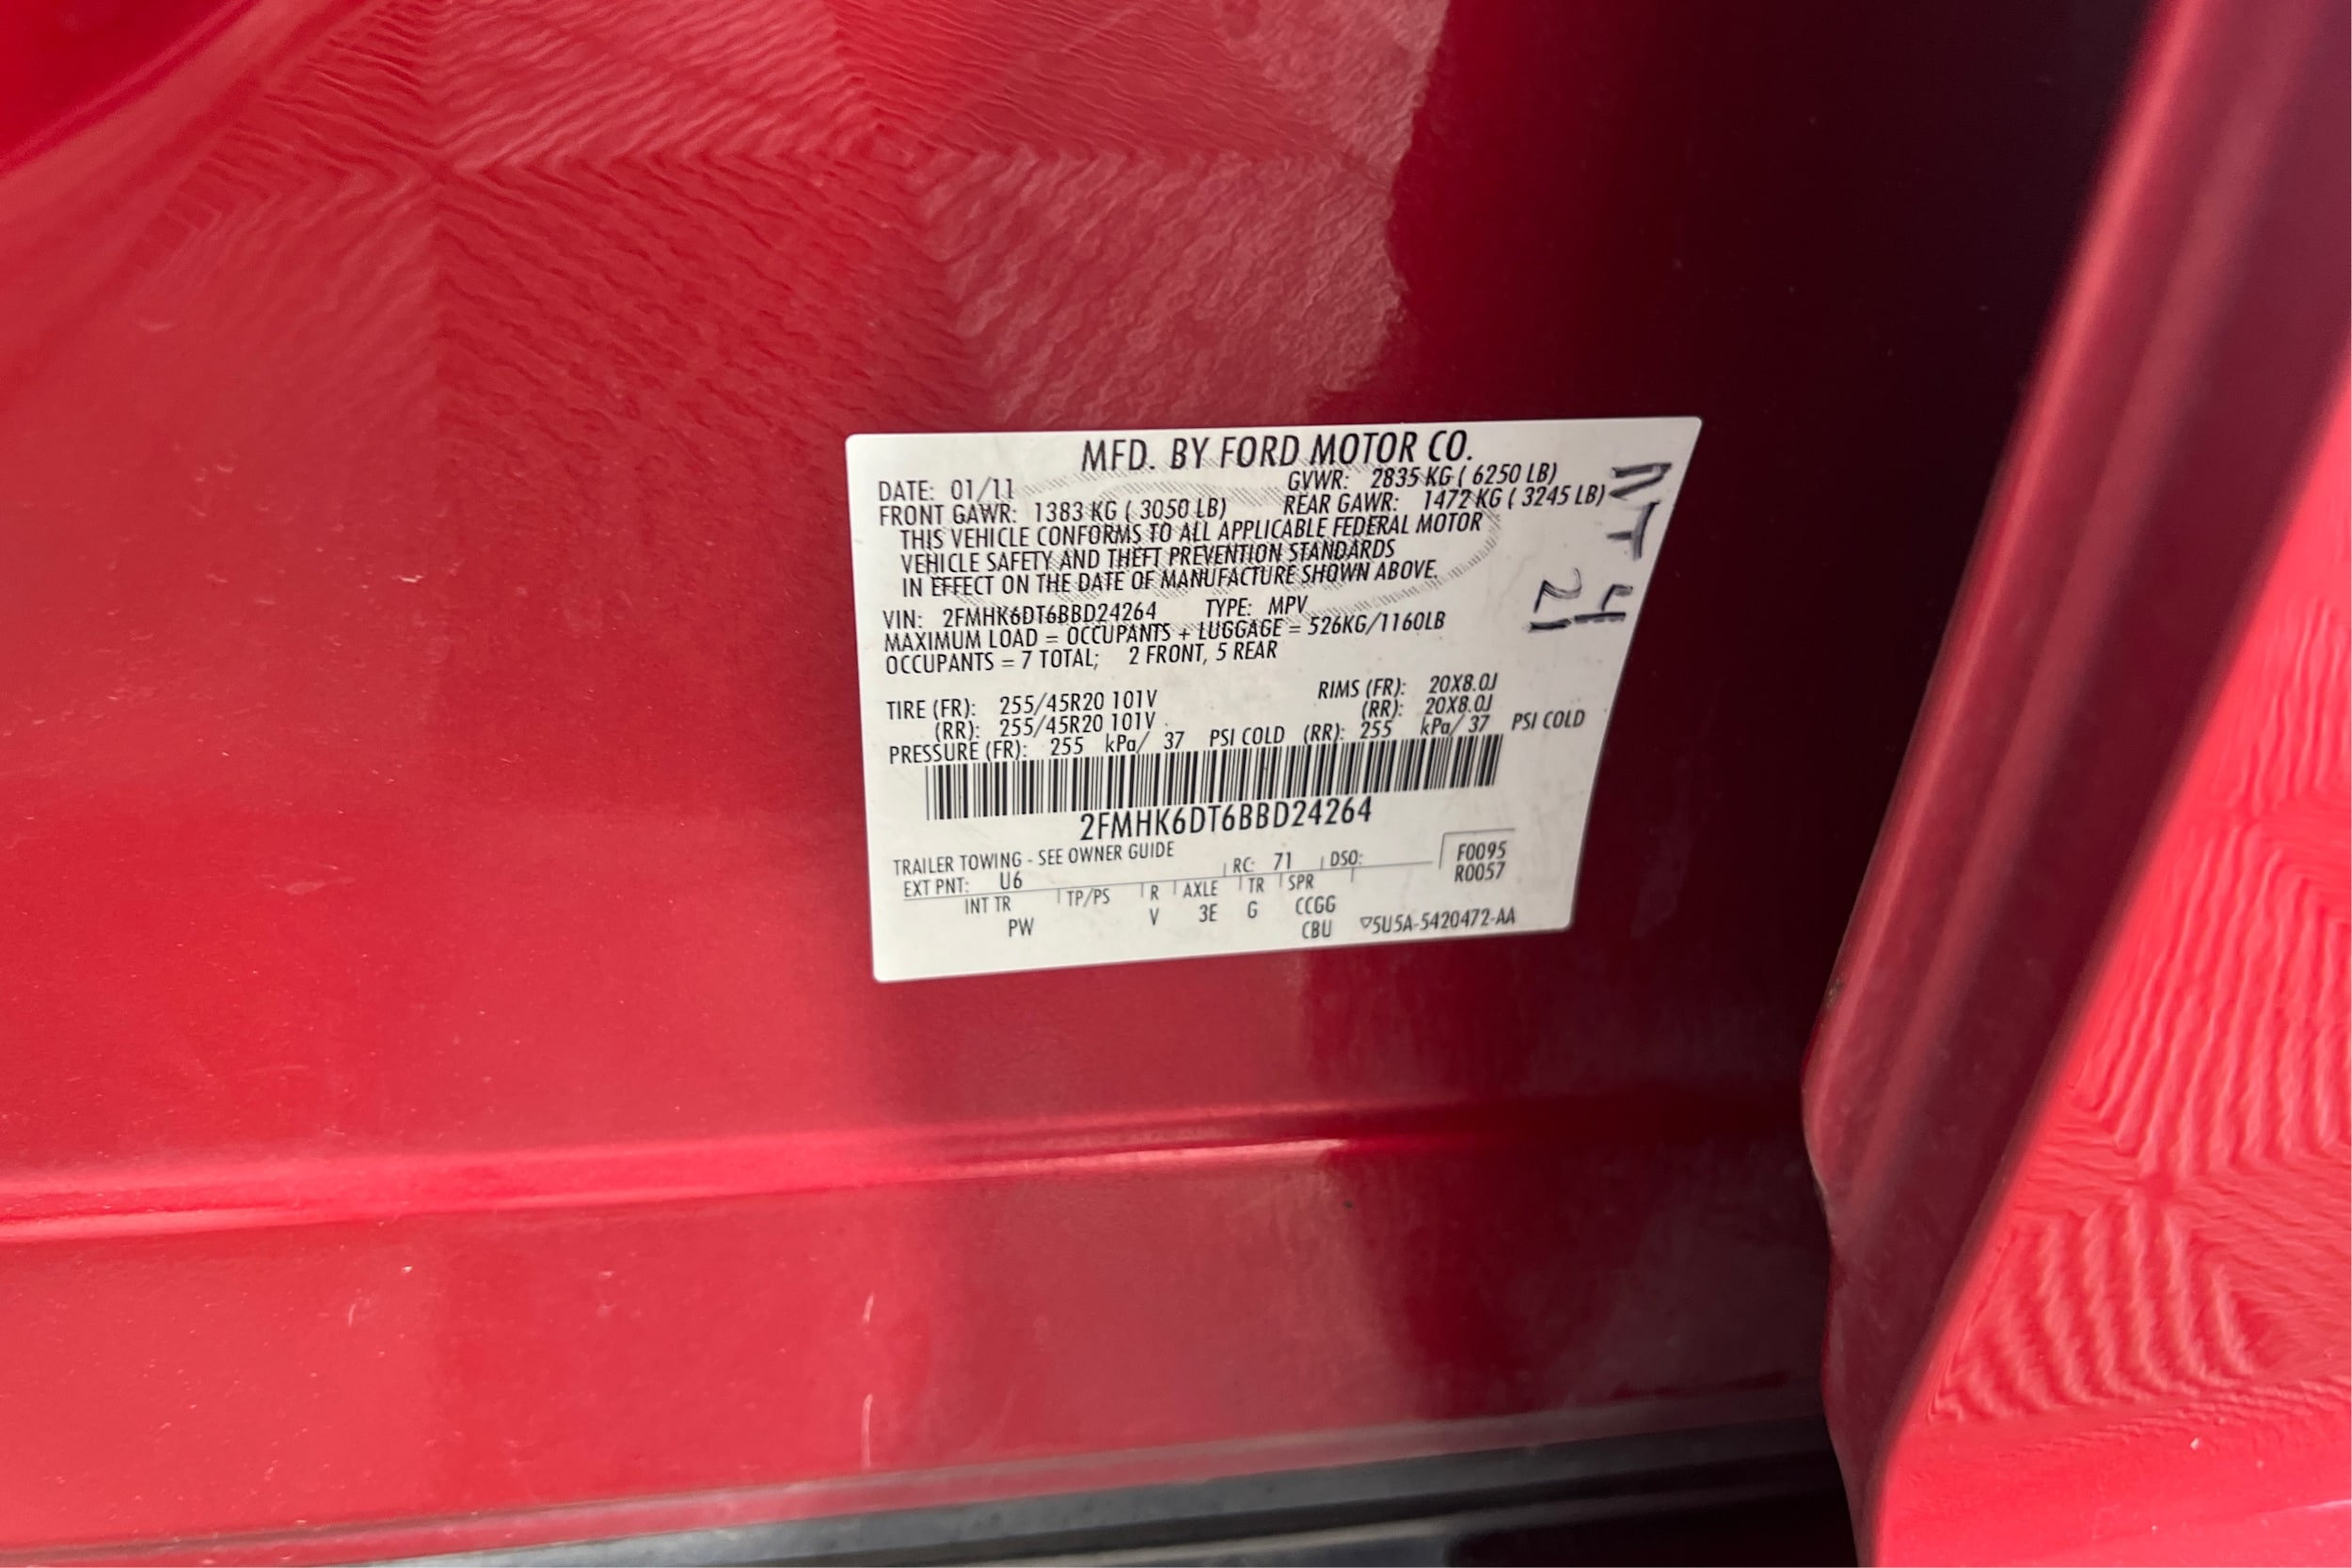 MFD. BY FORD MOTOR CO.
DATE: 01/11 GVWR: 2835 KG ( 6250 LB)
FRONT GAWR: 1383 KG ( 3050 LB) REAR GAWR: 1472 KG ( 3245 LB)
THIS VEHICLE CONFORMS TO ALL APPLICABLE FEDERAL MOTOR
VEHICLE SAFETY AND THEFT PREVENTION STANDARDS
IN EFFECT ON THE DATE OF MANUFACTURE SHOWN ABOVE.
VIN: 2FMHK6DT6BBD24264 TYPE: MPV
MAXIMUM LOAD = OCCUPANTS + LUGGAGE = 526KG/1160LB
OCCUPANTS = 7 TOTAL; 2 FRONT, 5 REAR
TIRE (FR): 255/45R20 101V RIMS (FR): 20X8.0J
(RR): 255/45R20 101V (RR): 20X8.0J
PRESSURE (FR): 255 kPa/ 37 PSI COLD (RR): 255 kPa/ 37 PSI COLD
2FMHK6DT6BBD24264
TRAILER TOWING - SEE OWNER GUIDE
EXT PNT: U6 RC: 71 DSO: F0095
R0057
INT TR TP/PS R AXLE TR SPR
PW V 3E G CCGG
CBU ▽5U5A-5420472-AA